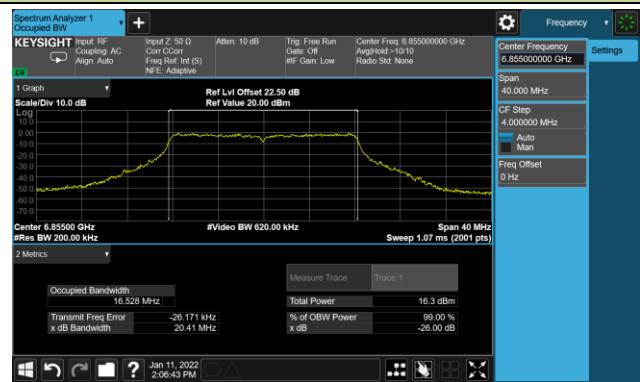 Spectrum Analyzer 1
Occupied BW
+
Frequency
KEYSIGHT
Input: RF
Coupling: AC
Align: Auto
Input Z: 50 Ω
Corr CCorr
Freq Ref: Int (S)
NFE: Adaptive
Atten: 10 dB
Trig: Free Run
Gate: Off
#IF Gain: Low
Center Freq: 6.855000000 GHz
Avg|Hold:>10/10
Radio Std: None
LW
Center Frequency
6.855000000 GHz
Settings
Span
40.000 MHz
CF Step
4.000000 MHz
Auto
Man
Freq Offset
0 Hz
1 Graph
Scale/Div 10.0 dB
Ref Lvl Offset 22.50 dB
Ref Value 20.00 dBm
Log
10.0
0.00
-10.0
-20.0
-30.0
-40.0
-50.0
-60.0
-70.0
Center 6.85500 GHz
#Res BW 200.00 kHz
#Video BW 620.00 kHz
Span 40 MHz
Sweep 1.07 ms (2001 pts)
2 Metrics
Measure Trace
Trace 1
Occupied Bandwidth
16.528 MHz
Total Power
16.3 dBm
Transmit Freq Error
-26.171 kHz
% of OBW Power
99.00 %
x dB Bandwidth
20.41 MHz
x dB
-26.00 dB
?
Jan 11, 2022
2:06:43 PM